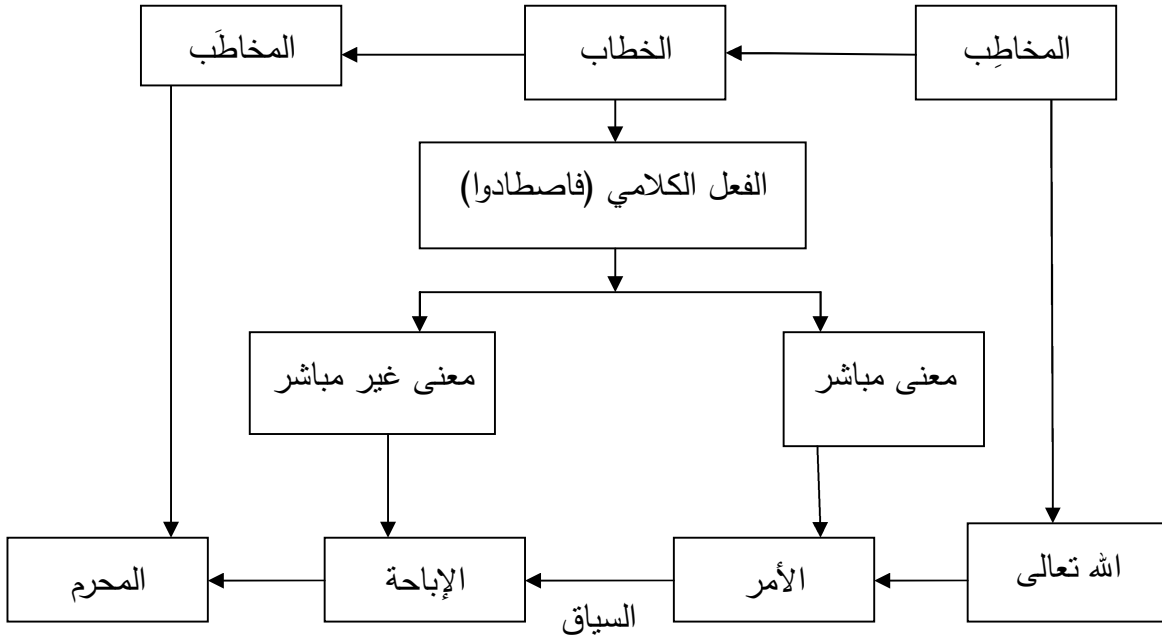 المخاطِب
الخطاب
المخاطَب
الفعل الكلامي (فاصطادوا)
معنى مباشر
معنى غير مباشر
الله تعالى
الأمر
الإباحة
المحرم
السياق